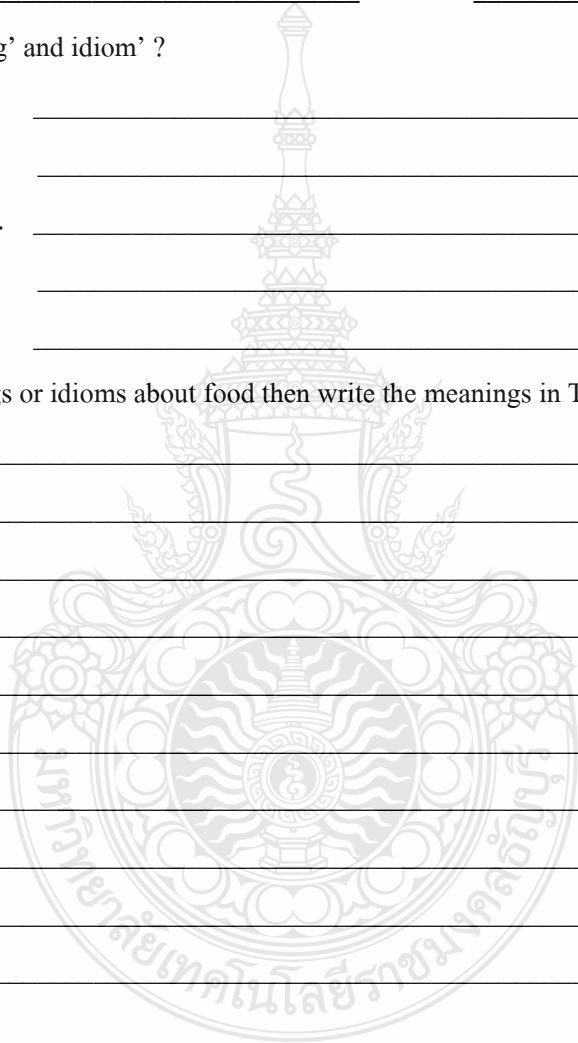 g’ and idiom’ ?
.
gs or idioms about food then write the meanings in T
มหาวิทยาลัยเทคโนโลยีราชมงคลธัญบุรี